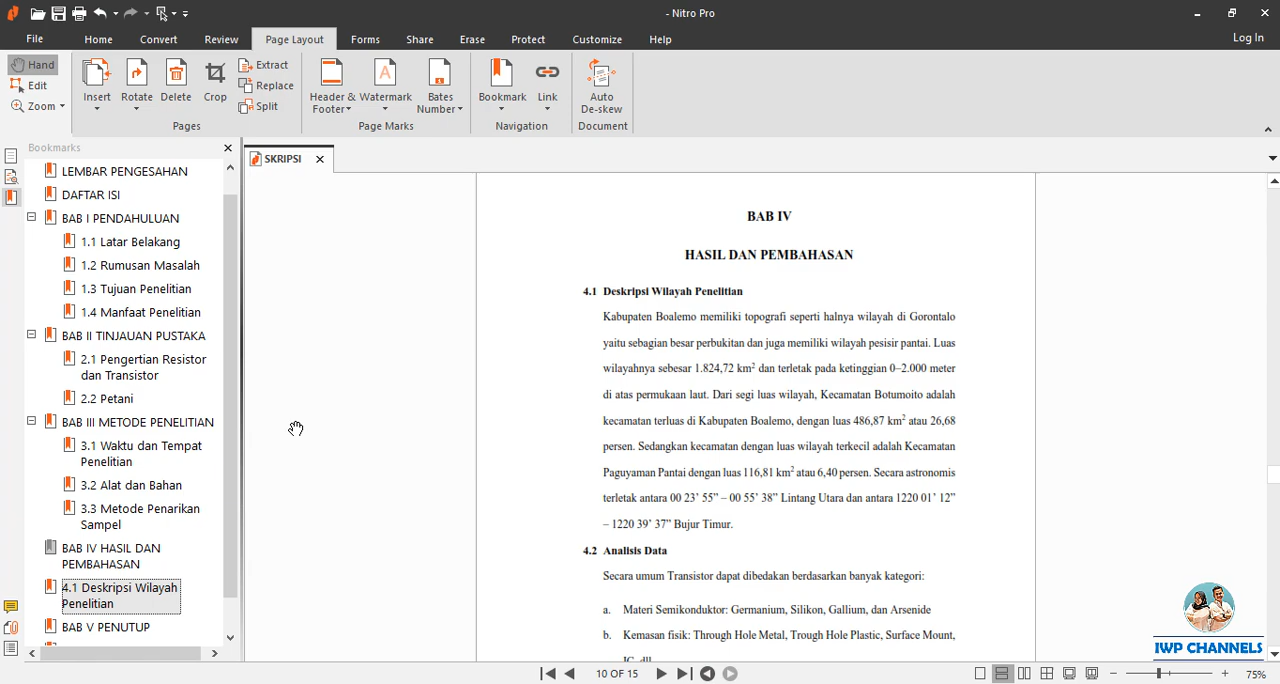 - Nitro Pro
File Home Convert Review Page Layout Forms Share Erase Protect Customize Help Log In
Hand
Edit
Zoom
Insert Rotate Delete Crop
Extract
Replace
Split
Pages
Header & Footer
Watermark
Bates Number
Page Marks
Bookmark Link
Navigation
Auto De-skew
Document
Bookmarks
LEMBAR PENGESAHAN
DAFTAR ISI
BAB I PENDAHULUAN
1.1 Latar Belakang
1.2 Rumusan Masalah
1.3 Tujuan Penelitian
1.4 Manfaat Penelitian
BAB II TINJAUAN PUSTAKA
2.1 Pengertian Resistor
dan Transistor
2.2 Petani
BAB III METODE PENELITIAN
3.1 Waktu dan Tempat
Penelitian
3.2 Alat dan Bahan
3.3 Metode Penarikan
Sampel
BAB IV HASIL DAN
PEMBAHASAN
4.1 Deskripsi Wilayah
Penelitian
BAB V PENUTUP
SKRIPSI
BAB IV
HASIL DAN PEMBAHASAN
4.1 Deskripsi Wilayah Penelitian
Kabupaten Boalemo memiliki topografi seperti halnya wilayah di Gorontalo
yaitu sebagian besar perbukitan dan juga memiliki wilayah pesisir pantai. Luas
wilayahnya sebesar 1.824,72 km² dan terletak pada ketinggian 0–2.000 meter
di atas permukaan laut. Dari segi luas wilayah, Kecamatan Botumoito adalah
kecamatan terluas di Kabupaten Boalemo, dengan luas 486,87 km² atau 26,68
persen. Sedangkan kecamatan dengan luas wilayah terkecil adalah Kecamatan
Paguyaman Pantai dengan luas 116,81 km² atau 6,40 persen. Secara astronomis
terletak antara 00 23’ 55” – 00 55’ 38” Lintang Utara dan antara 1220 01’ 12”
– 1220 39’ 37” Bujur Timur.
4.2 Analisis Data
Secara umum Transistor dapat dibedakan berdasarkan banyak kategori:
a. Materi Semikonduktor: Germanium, Silikon, Gallium, dan Arsenide
b. Kemasan fisik: Through Hole Metal, Trough Hole Plastic, Surface Mount,
IC, dll
IWP CHANNELS
10 OF 15
75%